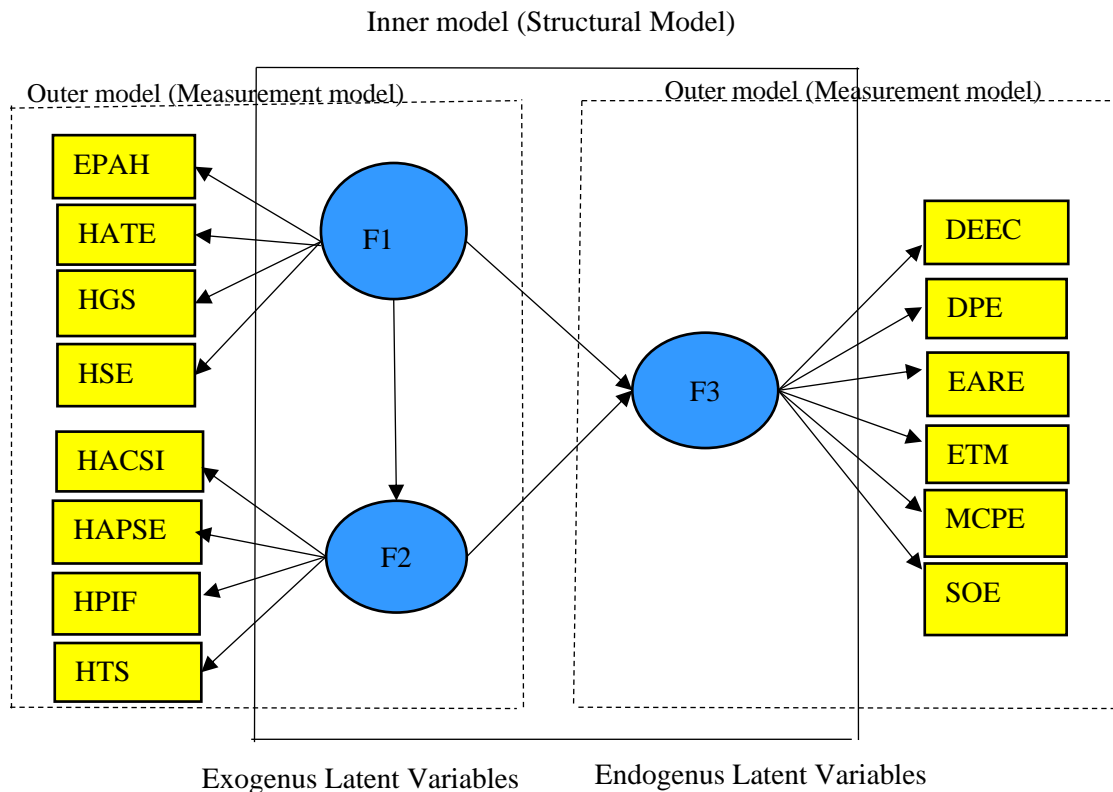 Inner model (Structural Model)
Outer model (Measurement model)
Outer model (Measurement model)
EPAH
HATE
HGS
HSE
HACSI
HAPSE
HPIF
HTS
F1
F2
F3
DEEC
DPE
EARE
ETM
MCPE
SOE
Exogenus Latent Variables
Endogenus Latent Variables